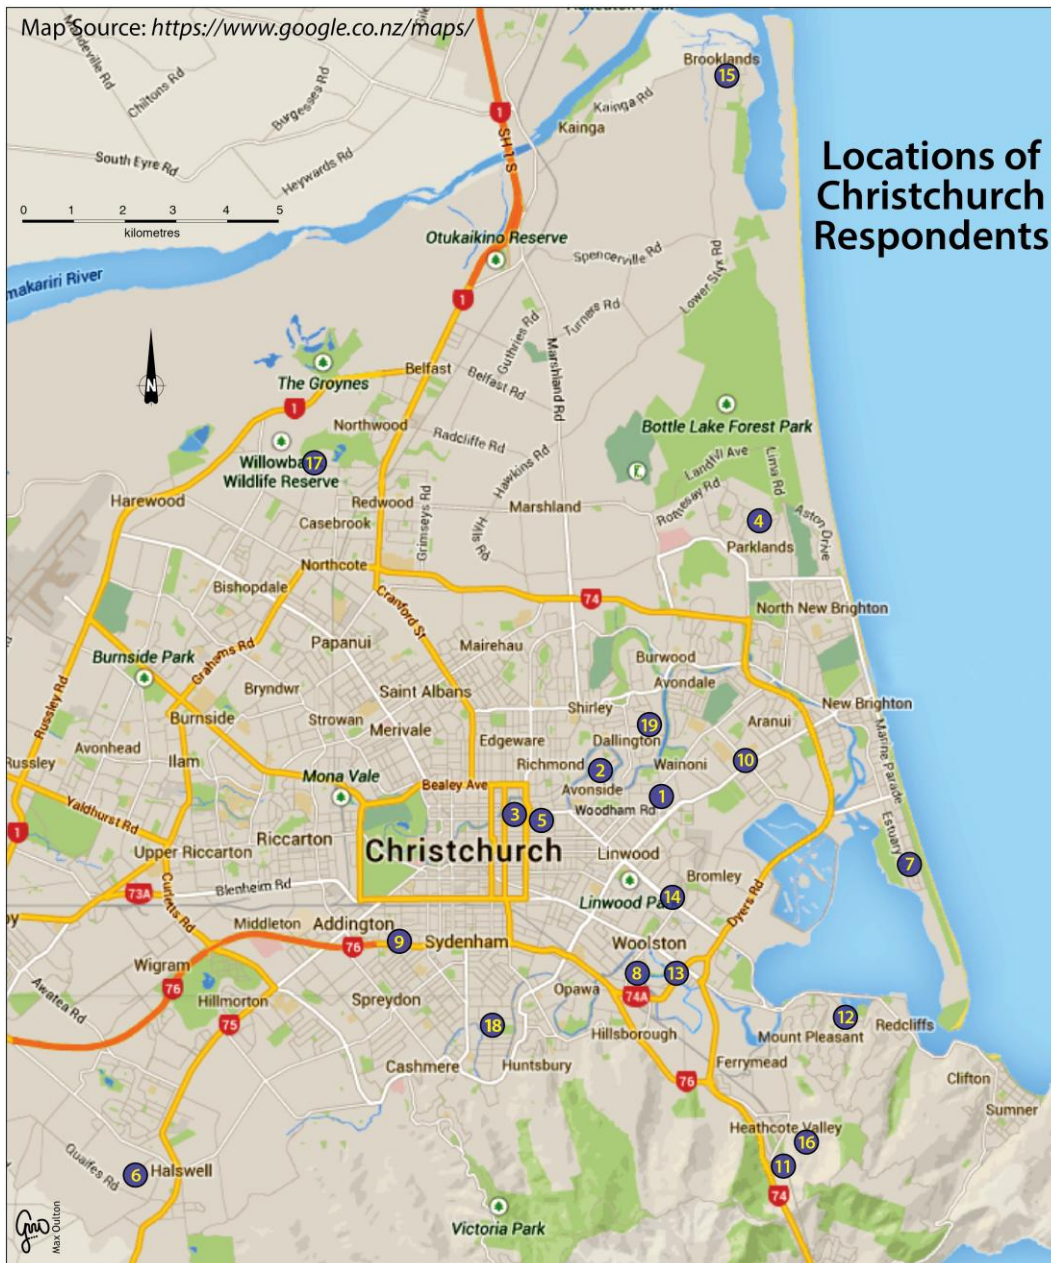 Map Source: https://www.google.co.nz/maps/
Brooklands
15
Chiltons Rd
Burgesses Rd
Kainga Rd
Kainga
1
SH 1 S
South Eyre Rd
Heywards Rd
Locations of
Christchurch
Respondents
0 1 2 3 4 5
kilometres
Otukaikino Reserve
Spencerville Rd
makariri River
Lower Styx Rd
1
Turners Rd
Guthries Rd
Marshland Rd
N
The Groynes
Belfast
Belfast Rd
1
Northwood
Radcliffe Rd
Bottle Lake Forest Park
Hawkins Rd
Landfill Ave
Lima Rd
17
Wildlife Reserve
Harewood
Redwood
Casebrook
Grimseys Rd
Hills Rd
Marshland
4
Aston Drive
Parklands
Northcote
Bishopdale
Cranford St
74
North New Brighton
Papanui
Mairehau
Grahams Rd
Burnside Park
Burwood
Russley Rd
Bryndwr
Saint Albans
Avondale
Burnside
Strowan
Merivale
Shirley
19
Aranui
New Brighton
Avonhead
Edgeware
Dallington
Russley
Ilam
Richmond
2
Wainoni
10
Marine Parade
Mona Vale
Bealey Ave
Avonside
1
Yaldhurst Rd
3
5
Woodham Rd
Estuary
1
Riccarton
Christchurch
Upper Riccarton
Linwood
7
73A
Blenheim Rd
Bromley
Curletts Rd
14
Dyers Rd
Middleton
Addington
76
9
Sydenham
Woolston
Wigram
8
13
76
Hillmorton
Spreydon
Opawa
74A
Awatea Rd
75
18
Hillsborough
12
Redcliffs
Mount Pleasant
Cashmere
Huntsbury
Ferrymead
76
Clifton
Sumner
Heathcote Valley
16
Quaifes Rd
6
Halswell
11
74
Victoria Park
Max Oulton